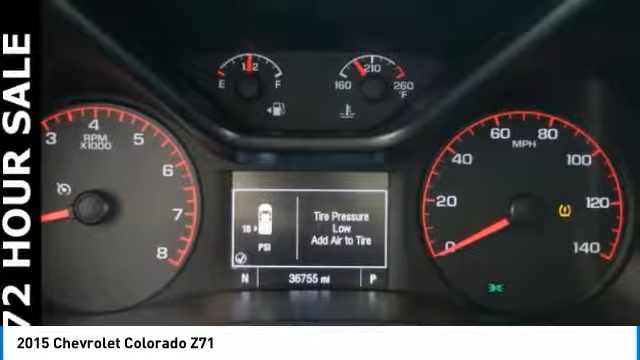 72 HOUR SALE
1/2
E F
210
160 260
°F
3 4 5 6 7 8
RPM
X1000
0 20 40 60 80 100 120 140
MPH
18
PSI
Tire Pressure
Low
Add Air to Tire
N 36755 mi P
2015 Chevrolet Colorado Z71